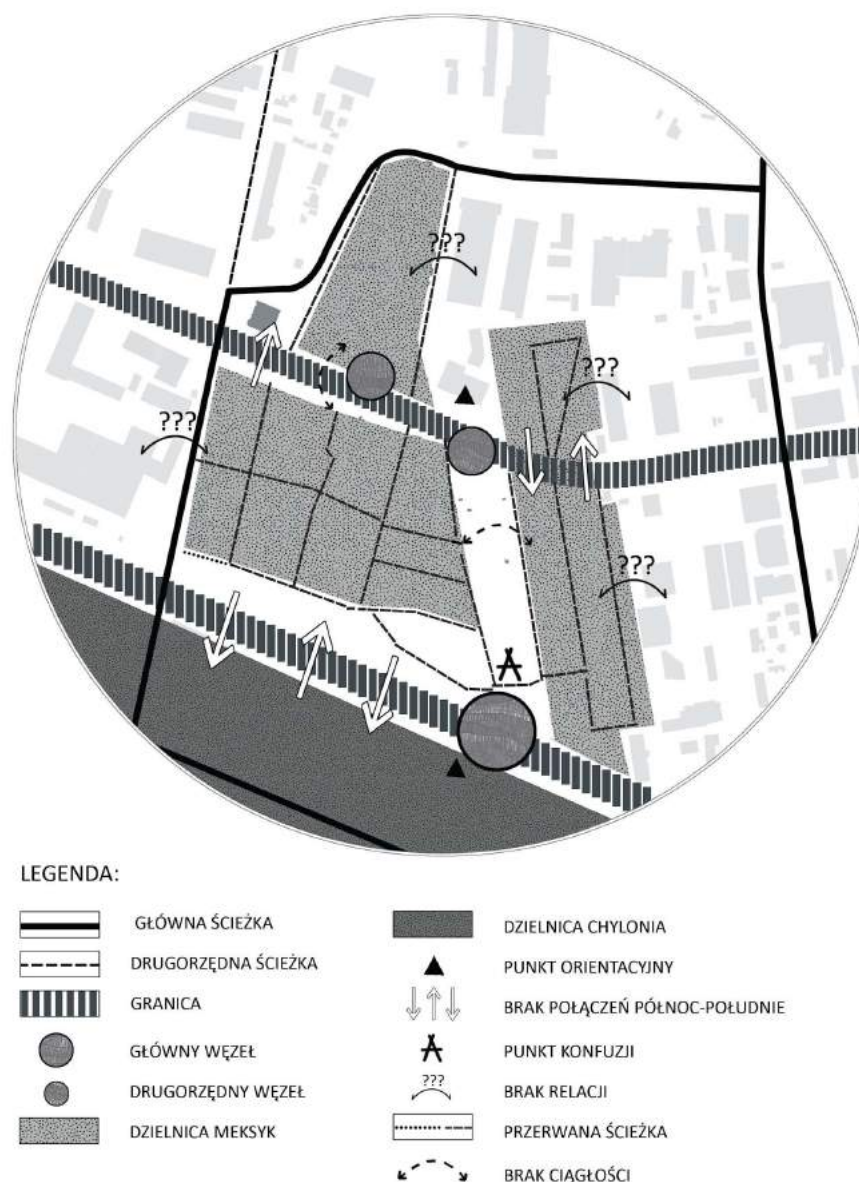 ???
???
???
???
LEGENDA:
GŁÓWNA ŚCIEŻKA
DRUGORZĘDNA ŚCIEŻKA
GRANICA
GŁÓWNY WĘZEŁ
DRUGORZĘDNY WĘZEŁ
DZIELNICA MEKSYK
DZIELNICA CHYLONIA
PUNKT ORIENTACYJNY
BRAK POŁĄCZEŃ PÓŁNOC-POŁUDNIE
PUNKT KONFUZJI
???
BRAK RELACJI
PRZERWANA ŚCIEŻKA
BRAK CIAGŁOŚCI